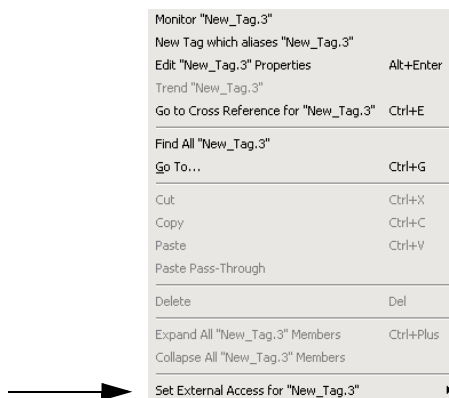 Monitor "New_Tag.3"
New Tag which aliases "New_Tag.3"
Edit "New_Tag.3" Properties Alt+Enter
Trend "New_Tag.3"
Go to Cross Reference for "New_Tag.3" Ctrl+E
Find All "New_Tag.3"
Go To... Ctrl+G
Cut Ctrl+X
Copy Ctrl+C
Paste Ctrl+V
Paste Pass-Through
Delete Del
Expand All "New_Tag.3" Members Ctrl+Plus
Collapse All "New_Tag.3" Members
Set External Access for "New_Tag.3"